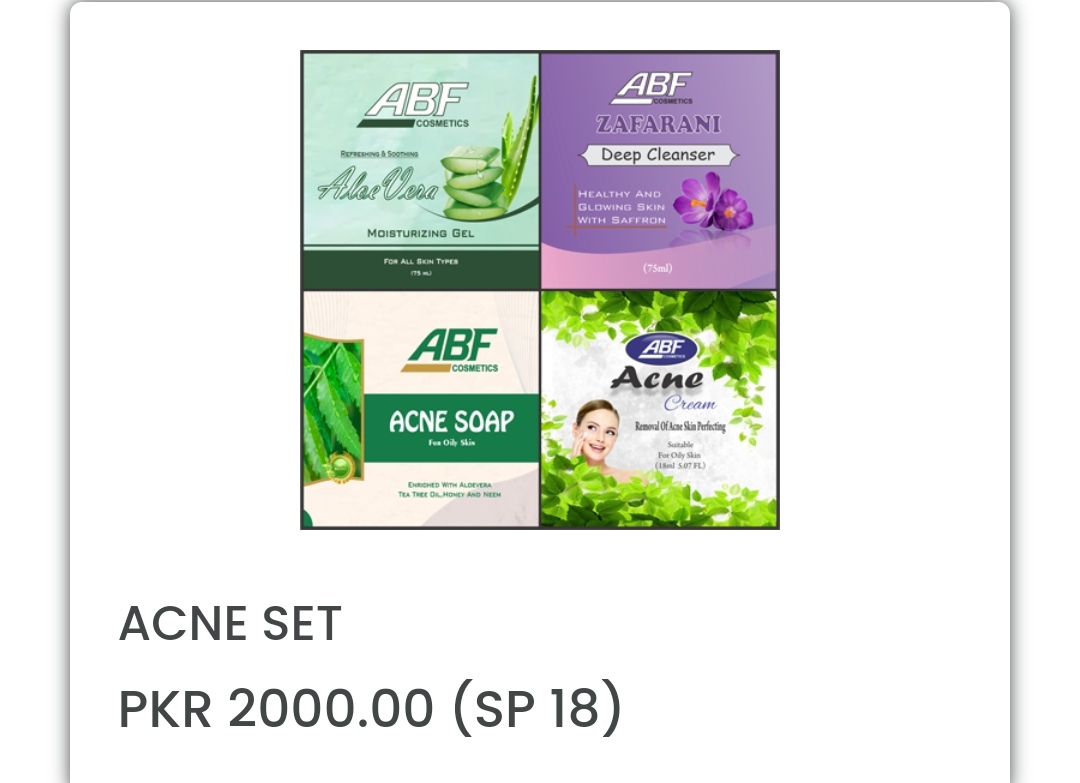 ABF
COSMETICS
REFRESHING & SOOTHING
Aloe Vera
MOISTURIZING GEL
FOR ALL SKIN TYPES
(75 ML)
ABF
COSMETICS
ZAFARANI
Deep Cleanser
HEALTHY AND
GLOWING SKIN
WITH SAFFRON
(75ml)
ABF
COSMETICS
ACNE SOAP
For Oily Skin
ENRICHED WITH ALOEVERA
TEA TREE OIL,HONEY AND NEEM
ABF
COSMETICS
Acne
Cream
Removal Of Acne Skin Perfecting
Suitable
For Oily Skin
(18ml 5.07 FL)
ACNE SET
PKR 2000.00 (SP 18)